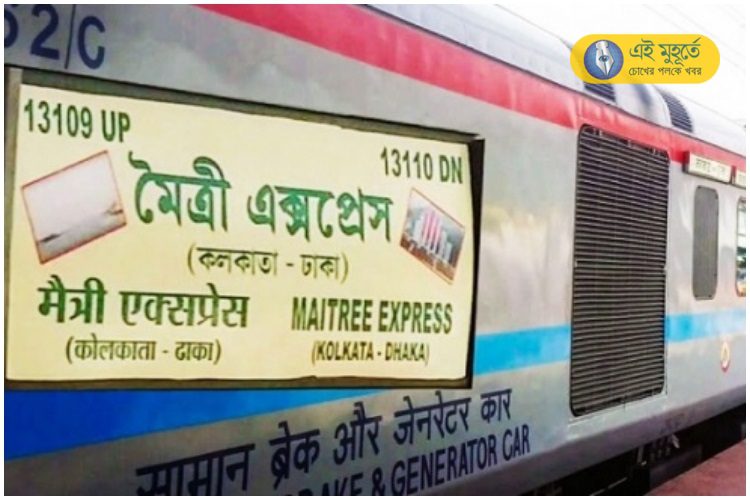 52/C
এই মুহূর্তে
চোখের পলকে খবর
13109 UP
13110 DN
মৈত্রী এক্সপ্রেস
(কলকাতা - ঢাকা)
मैत्री एक्सप्रेस
MAITREE EXPRESS
(कोलकाता - ढाका)
(KOLKATA - DHAKA)
सामान ब्रेक और जेनरेटर कार
BRAKE & GENERATOR CAR